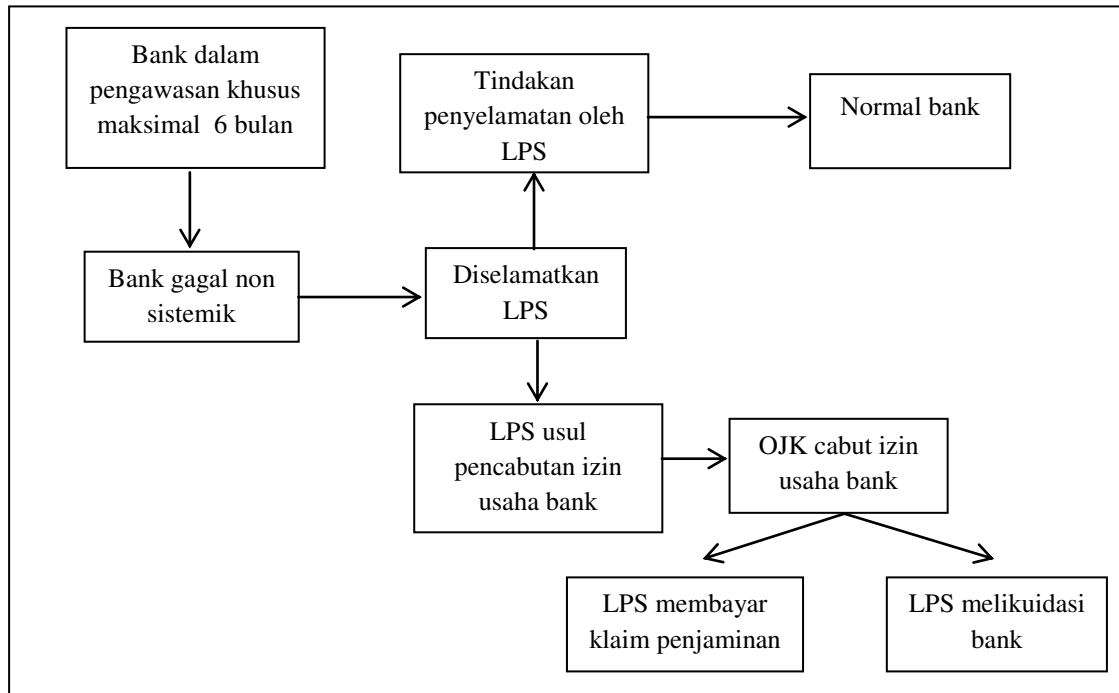 Bank dalam
pengawasan khusus
maksimal 6 bulan
Tindakan
penyelamatan oleh
LPS
Normal bank
Bank gagal non
sistemik
Diselamatkan
LPS
LPS usul
pencabutan izin
usaha bank
OJK cabut izin
usaha bank
LPS membayar
klaim penjaminan
LPS melikuidasi
bank